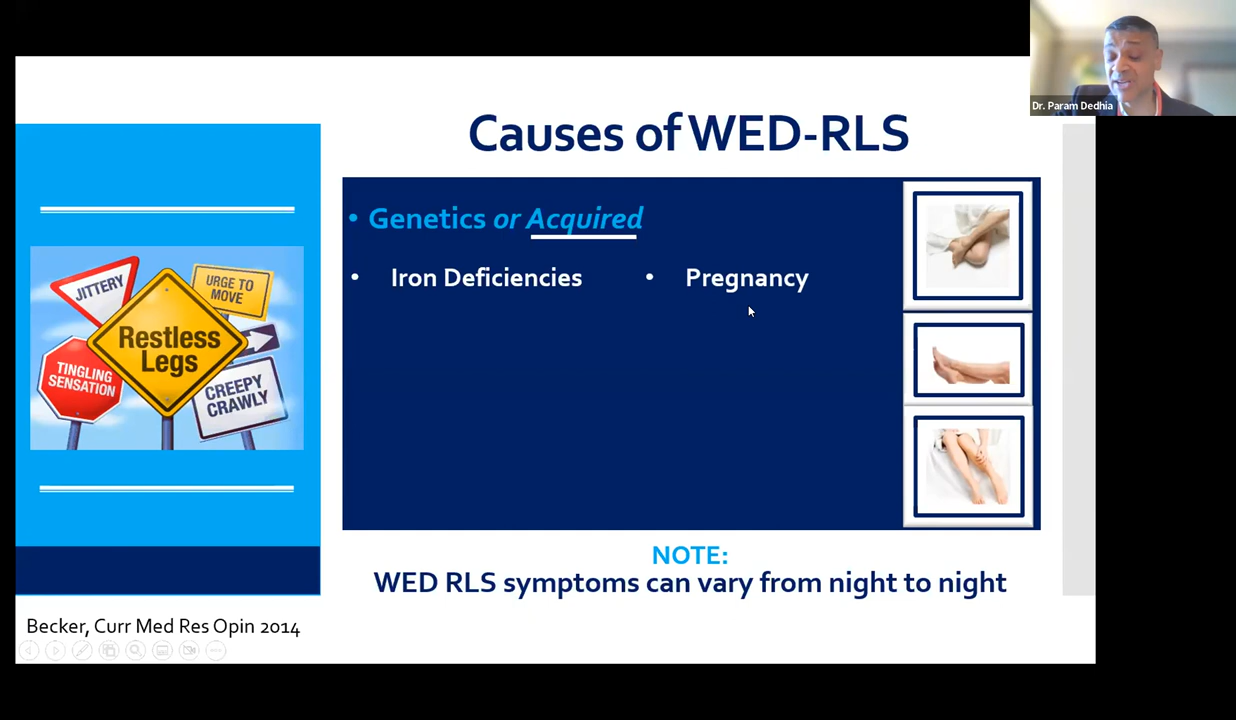 Dr. Param Dedhia
Causes of WED-RLS
• Genetics or Acquired
• Iron Deficiencies
• Pregnancy
JITTERY
URGE TO
MOVE
Restless
Legs
TINGLING
SENSATION
CREEPY
CRAWLY
NOTE:
WED RLS symptoms can vary from night to night
Becker, Curr Med Res Opin 2014